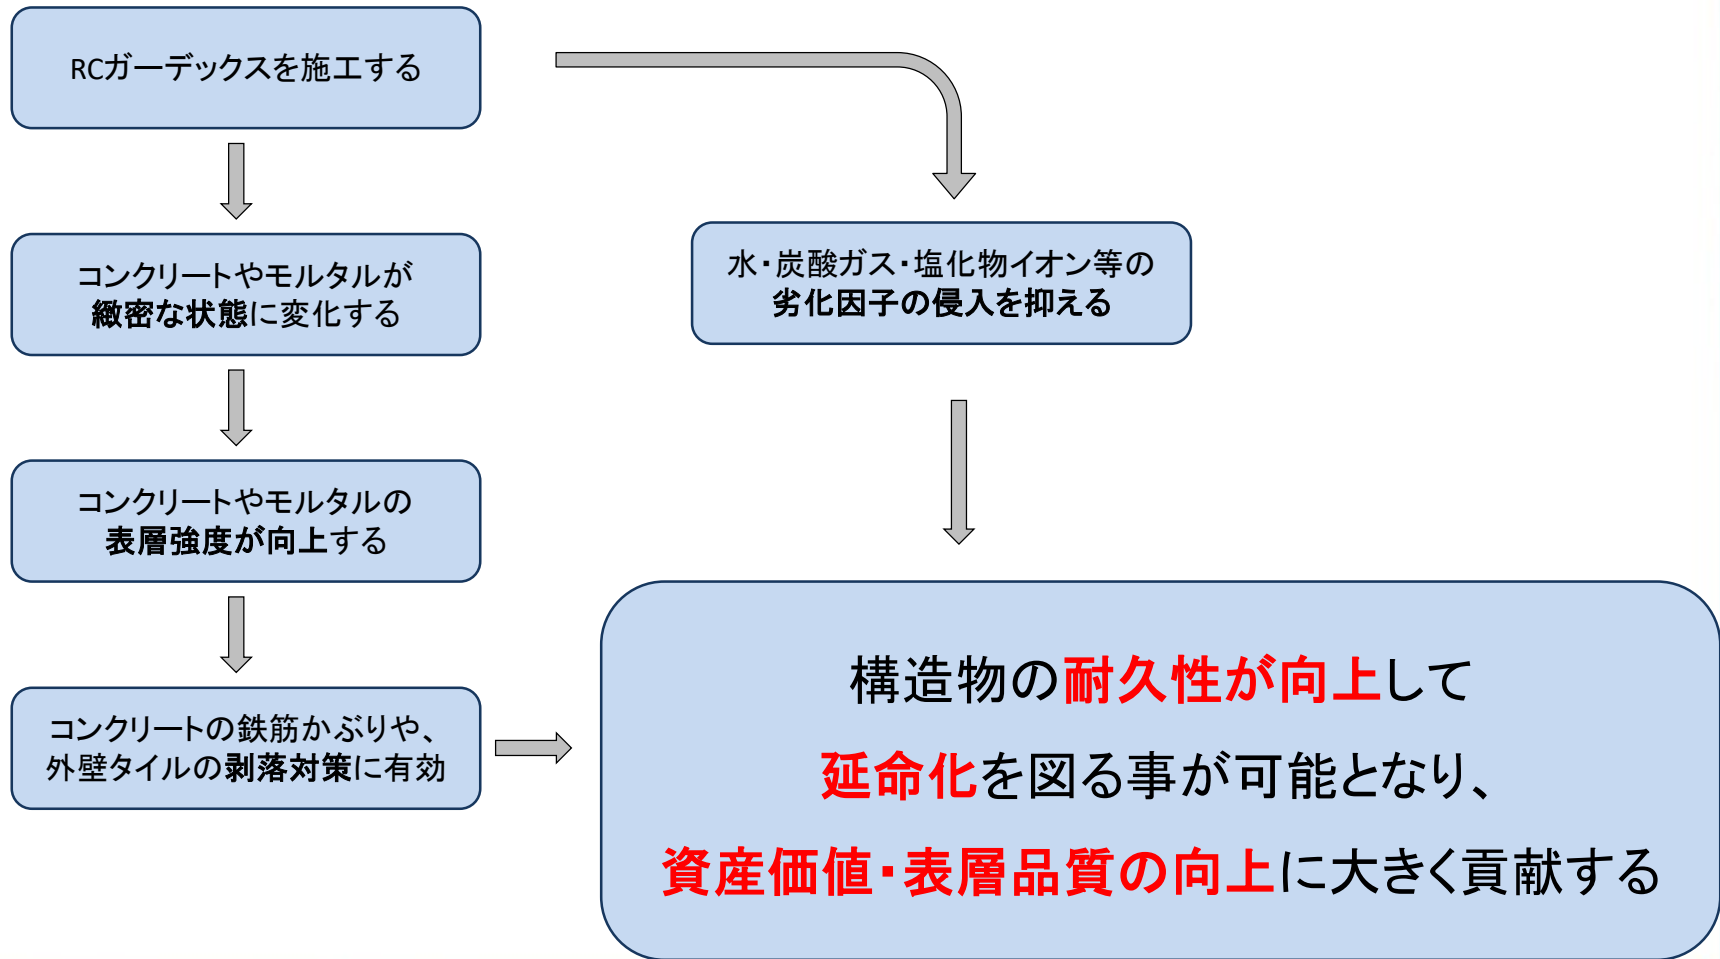 RCガーデックスを施工する
コンクリートやモルタルが
緻密な状態に変化する
コンクリートやモルタルの
表層強度が向上する
コンクリートの鉄筋かぶりや、
外壁タイルの剥落対策に有効
水・炭酸ガス・塩化物イオン等の
劣化因子の侵入を抑える
構造物の耐久性が向上して
延命化を図る事が可能となり、
資産価値・表層品質の向上に大きく貢献する